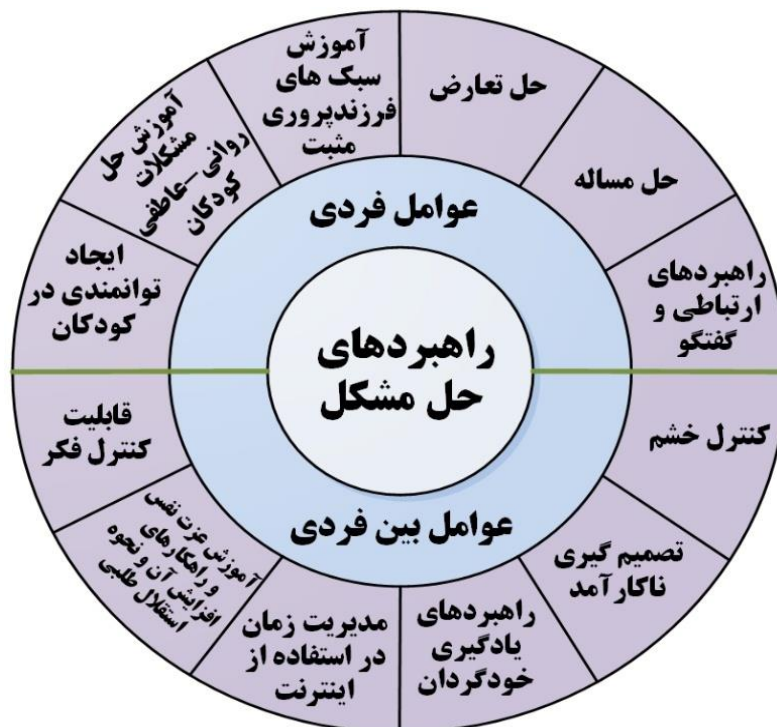 راهبردهای
حل مشکل
عوامل فردی
عوامل بین فردی
حل تعارض
حل مساله
راهبردهای
ارتباطی و
گفتگو
کنترل خشم
تصمیم گیری
ناکارآمد
راهبردهای
یادگیری
خودگردان
مدیریت زمان
در استفاده از
اینترنت
آموزش عزت نفس
و راهکارهای
افزایش آن و نحوه
استقلال طلبی
قابلیت
کنترل فکر
ایجاد
توانمندی در
کودکان
آموزش حل
مشکلات
روانی-عاطفی
کودکان
آموزش
سبک های
فرزندپروری
مثبت